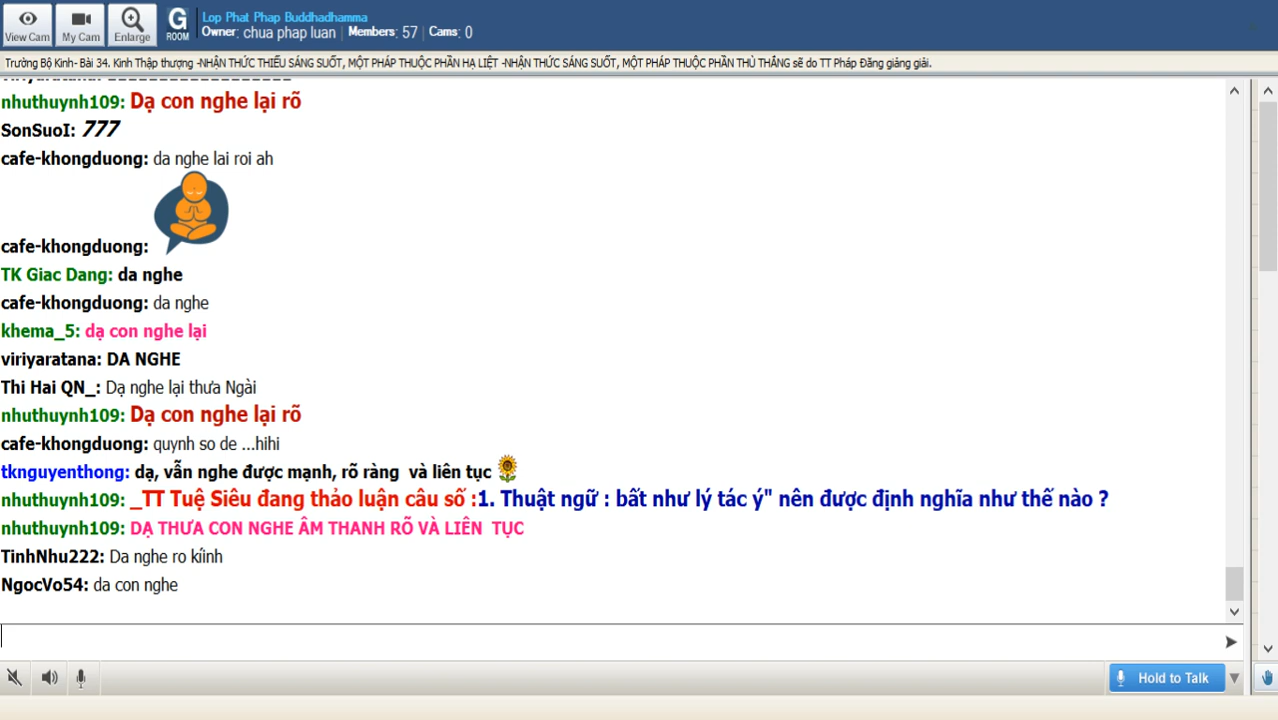 View Cam
My Cam
Enlarge
G
ROOM
Lop Phat Phap Buddhadhamma
Owner: chua phap luan | Members: 57 | Cams: 0
Trường Bộ Kinh- Bài 34. Kinh Thập thượng -NHẬN THỨC THIẾU SÁNG SUỐT, MỘT PHÁP THUỘC PHẦN HẠ LIỆT -NHẬN THỨC SÁNG SUỐT, MỘT PHÁP THUỘC PHẦN THÙ THẮNG sẽ do TT Pháp Đăng giảng giải.
nhuthuynh109: Dạ con nghe lại rõ
SonSuoI: 777
cafe-khongduong: da nghe lai roi ah
cafe-khongduong:
TK Giac Dang: da nghe
cafe-khongduong: da nghe
khema_5: dạ con nghe lại
viriyaratana: DA NGHE
Thi Hai QN_: Dạ nghe lại thưa Ngài
nhuthuynh109: Dạ con nghe lại rõ
cafe-khongduong: quynh so de ...hihi
tknguyenthong: dạ, vẫn nghe được mạnh, rõ ràng và liên tục
nhuthuynh109: _TT Tuệ Siêu đang thảo luận câu số :1. Thuật ngữ : bất như lý tác ý" nên được định nghĩa như thế nào ?
nhuthuynh109: DẠ THƯA CON NGHE ÂM THANH RÕ VÀ LIÊN TỤC
TinhNhu222: Da nghe ro kíinh
NgocVo54: da con nghe
Hold to Talk